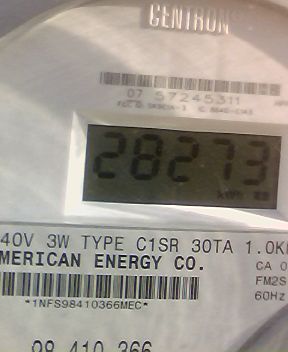 CENTRON
07 57245311
28273
40V 3W TYPE C1SR 30TA 1.0K
MERICAN ENERGY CO.
CA 0
FM2S
60Hz
*1NFS98410366MEC*
98 410 366